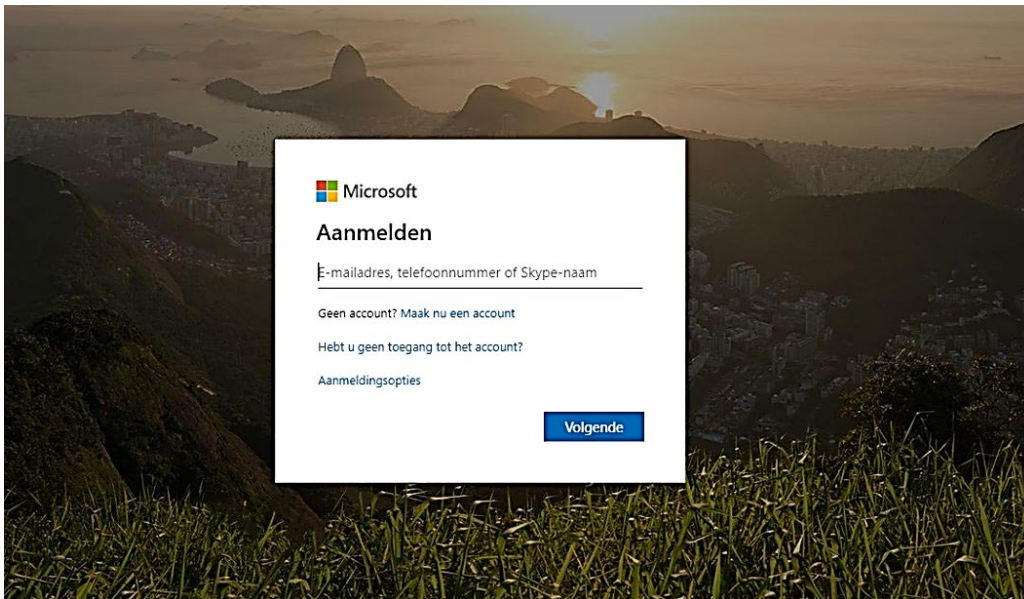 Microsoft
Aanmelden
E-mailadres, telefoonnummer of Skype-naam
Geen account? Maak nu een account
Hebt u geen toegang tot het account?
Aanmeldingsopties
Volgende